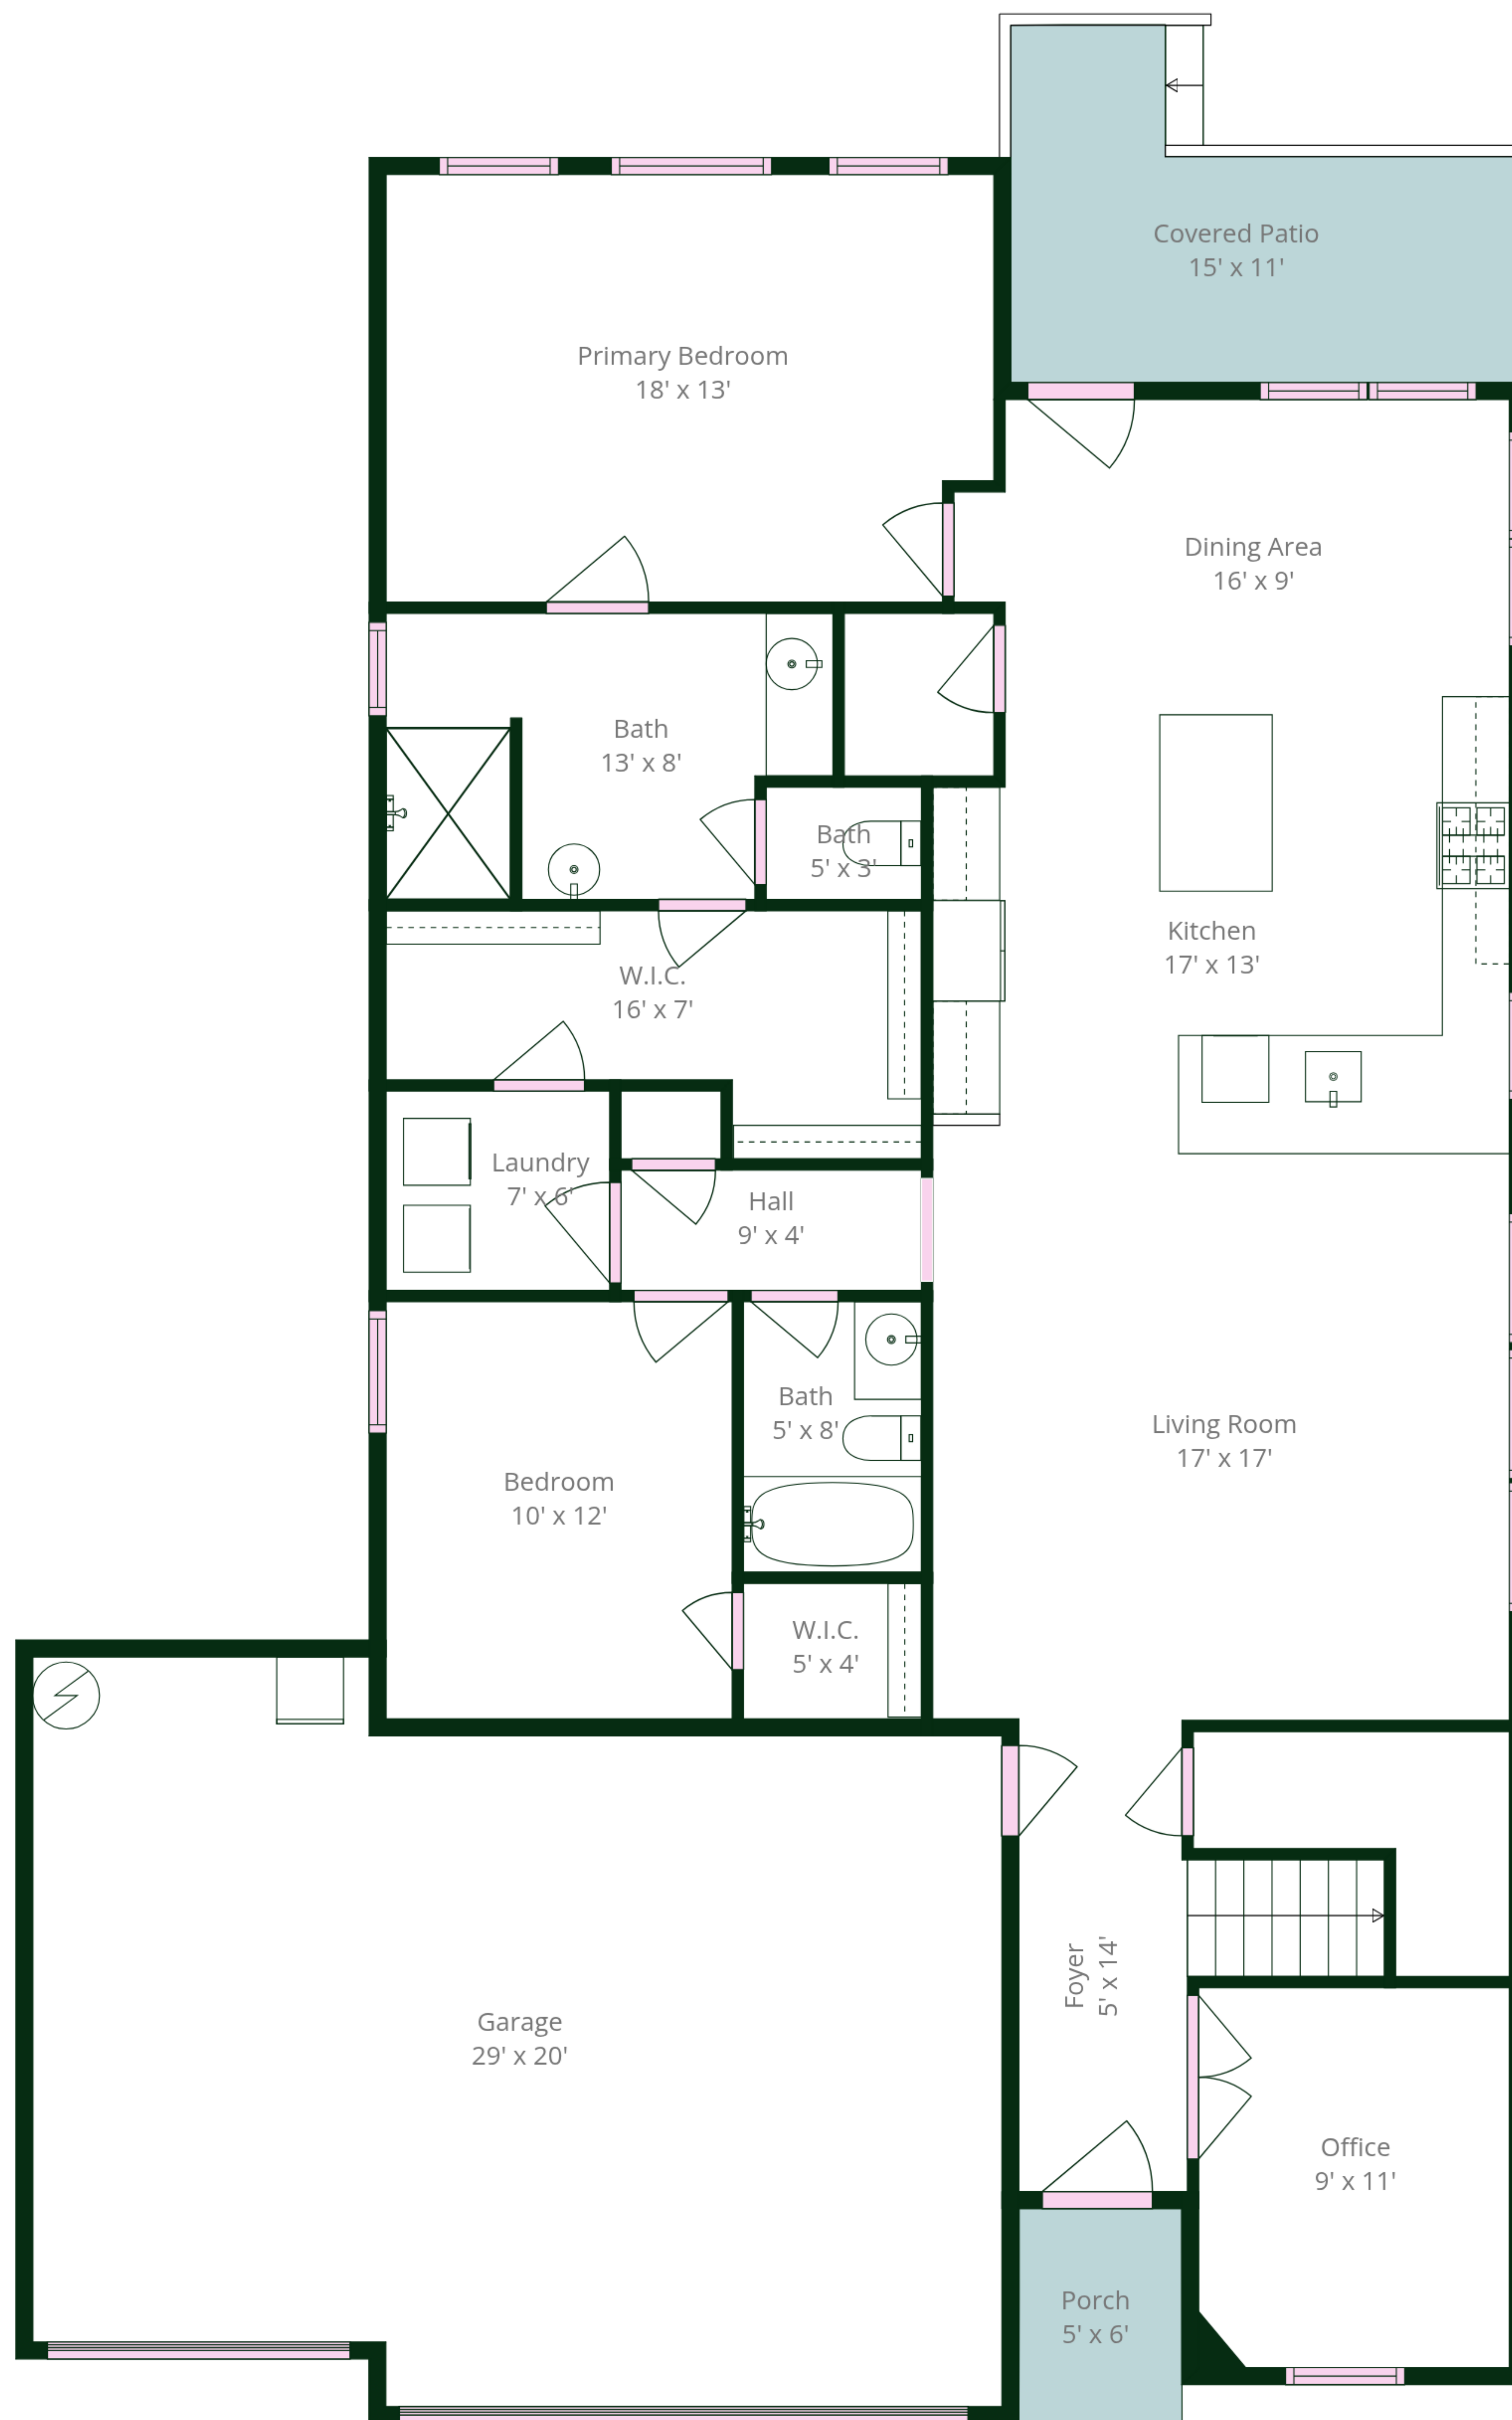 Covered Patio
15' x 11'
Primary Bedroom
18' x 13'
Dining Area
16' x 9'
Bath
13' x 8'
Bath
5' x 3'
Kitchen
17' x 13'
W.I.C.
16' x 7'
Laundry
7' x 6'
Hall
9' x 4'
Bath
5' x 8'
Living Room
17' x 17'
Bedroom
10' x 12'
W.I.C.
5' x 4'
Foyer
5' x 14'
Garage
29' x 20'
Office
9' x 11'
Porch
5' x 6'